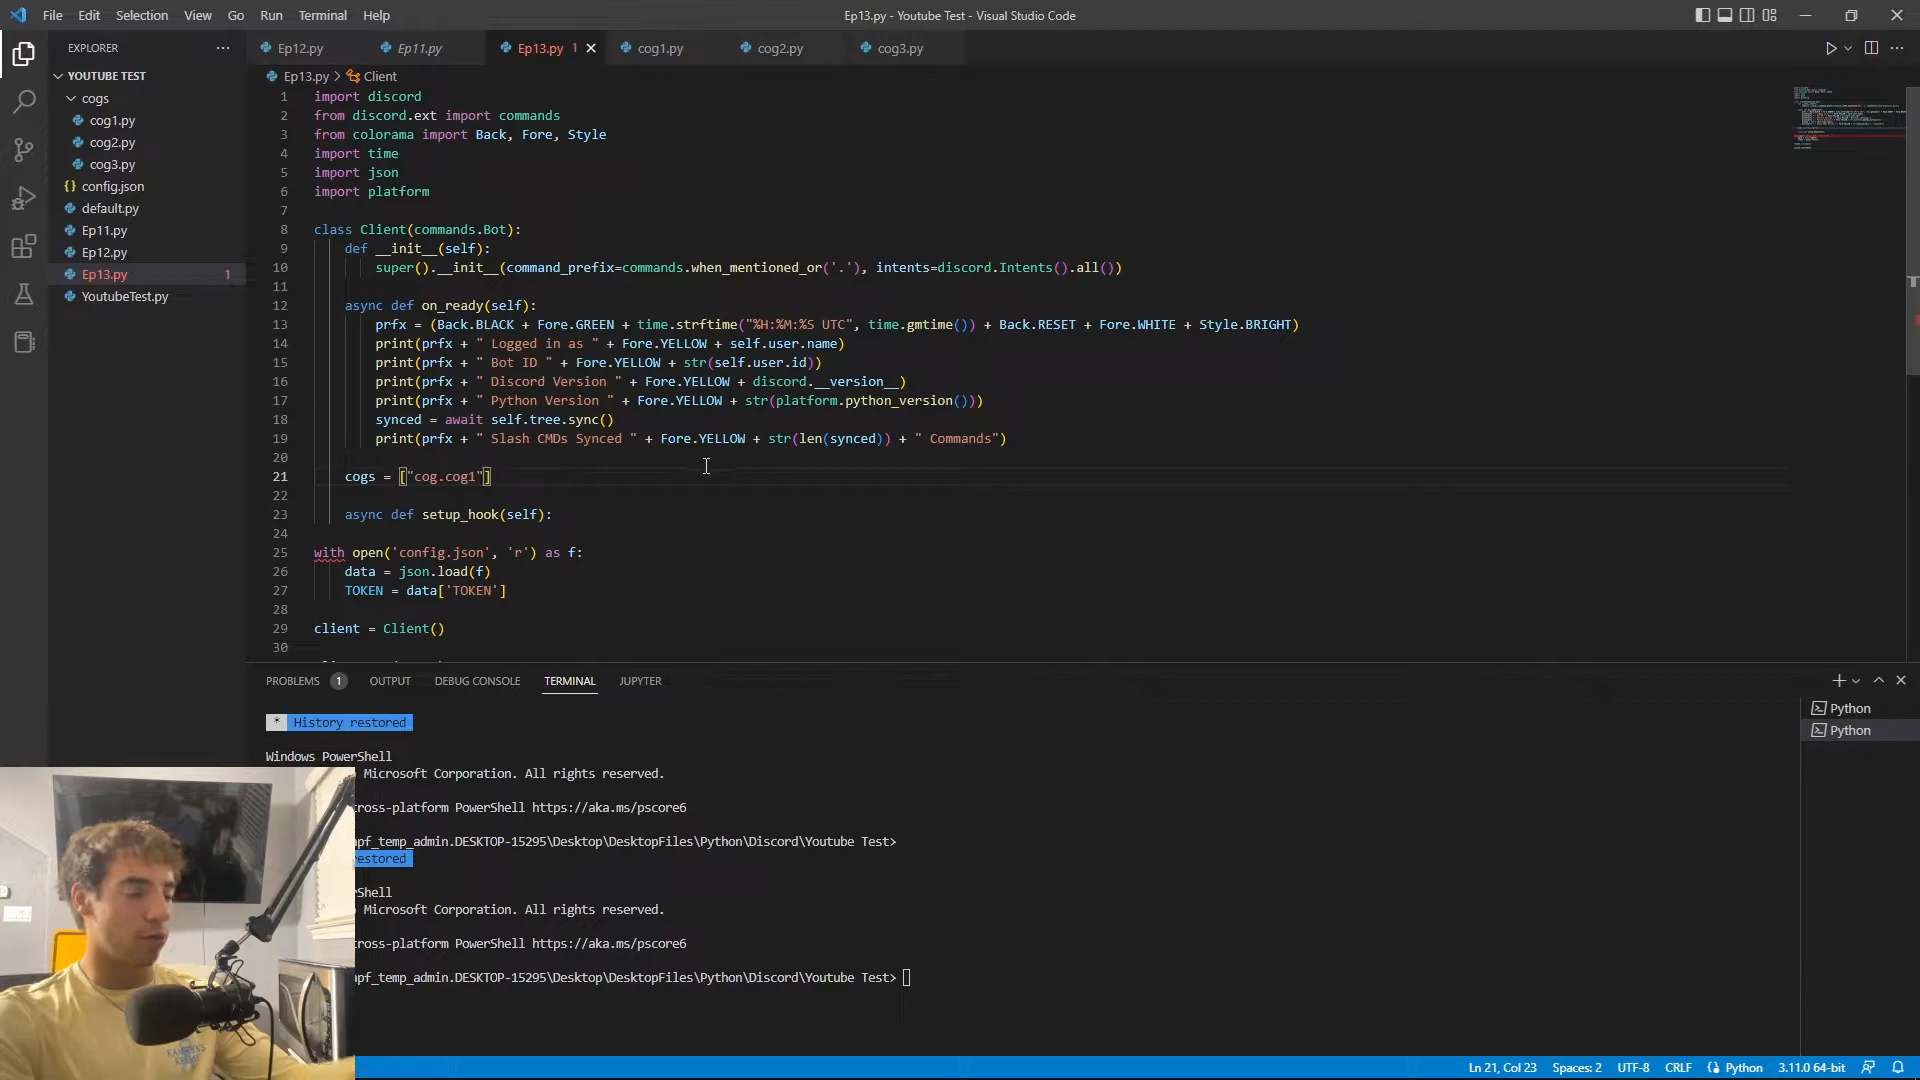 File Edit Selection View Go Run Terminal Help
Ep13.py - Youtube Test - Visual Studio Code
EXPLORER
YOUTUBE TEST
cogs
cog1.py
cog2.py
cog3.py
config.json
default.py
Ep11.py
Ep12.py
Ep13.py 1
YoutubeTest.py
Ep12.py Ep11.py Ep13.py 1 cog1.py cog2.py cog3.py
Ep13.py > Client
1 import discord
2 from discord.ext import commands
3 from colorama import Back, Fore, Style
4 import time
5 import json
6 import platform
7
8 class Client(commands.Bot):
9 def __init__(self):
10 super().__init__(command_prefix=commands.when_mentioned_or('.'), intents=discord.Intents().all())
11
12 async def on_ready(self):
13 prfx = (Back.BLACK + Fore.GREEN + time.strftime("%H:%M:%S UTC", time.gmtime()) + Back.RESET + Fore.WHITE + Style.BRIGHT)
14 print(prfx + " Logged in as " + Fore.YELLOW + self.user.name)
15 print(prfx + " Bot ID " + Fore.YELLOW + str(self.user.id))
16 print(prfx + " Discord Version " + Fore.YELLOW + discord.__version__)
17 print(prfx + " Python Version " + Fore.YELLOW + str(platform.python_version()))
18 synced = await self.tree.sync()
19 print(prfx + " Slash CMDs Synced " + Fore.YELLOW + str(len(synced)) + " Commands")
20
21 cogs = ["cog.cog1"]
22
23 async def setup_hook(self):
24
25 with open('config.json', 'r') as f:
26 data = json.load(f)
27 TOKEN = data['TOKEN']
28
29 client = Client()
30
PROBLEMS 1 OUTPUT DEBUG CONSOLE TERMINAL JUPYTER
Python
Python
* History restored
Windows PowerShell
Microsoft Corporation. All rights reserved.
ross-platform PowerShell https://aka.ms/pscore6
pf_temp_admin.DESKTOP-15295\Desktop\DesktopFiles\Python\Discord\Youtube Test>
estored
erShell
Microsoft Corporation. All rights reserved.
ross-platform PowerShell https://aka.ms/pscore6
pf_temp_admin.DESKTOP-15295\Desktop\DesktopFiles\Python\Discord\Youtube Test>
Ln 21, Col 23 Spaces: 2 UTF-8 CRLF Python 3.11.0 64-bit